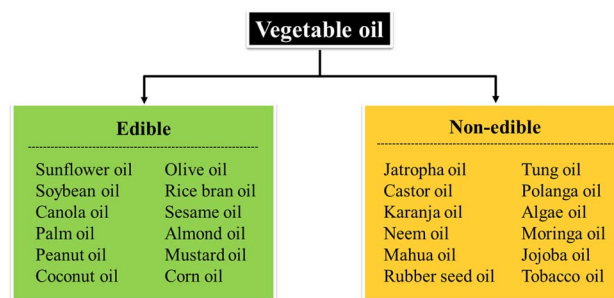 Vegetable oil
Edible
Sunflower oil
Soybean oil
Canola oil
Palm oil
Peanut oil
Coconut oil
Olive oil
Rice bran oil
Sesame oil
Almond oil
Mustard oil
Corn oil
Non-edible
Jatropha oil
Castor oil
Karanja oil
Neem oil
Mahua oil
Rubber seed oil
Tung oil
Polanga oil
Algae oil
Moringa oil
Jojoba oil
Tobacco oil